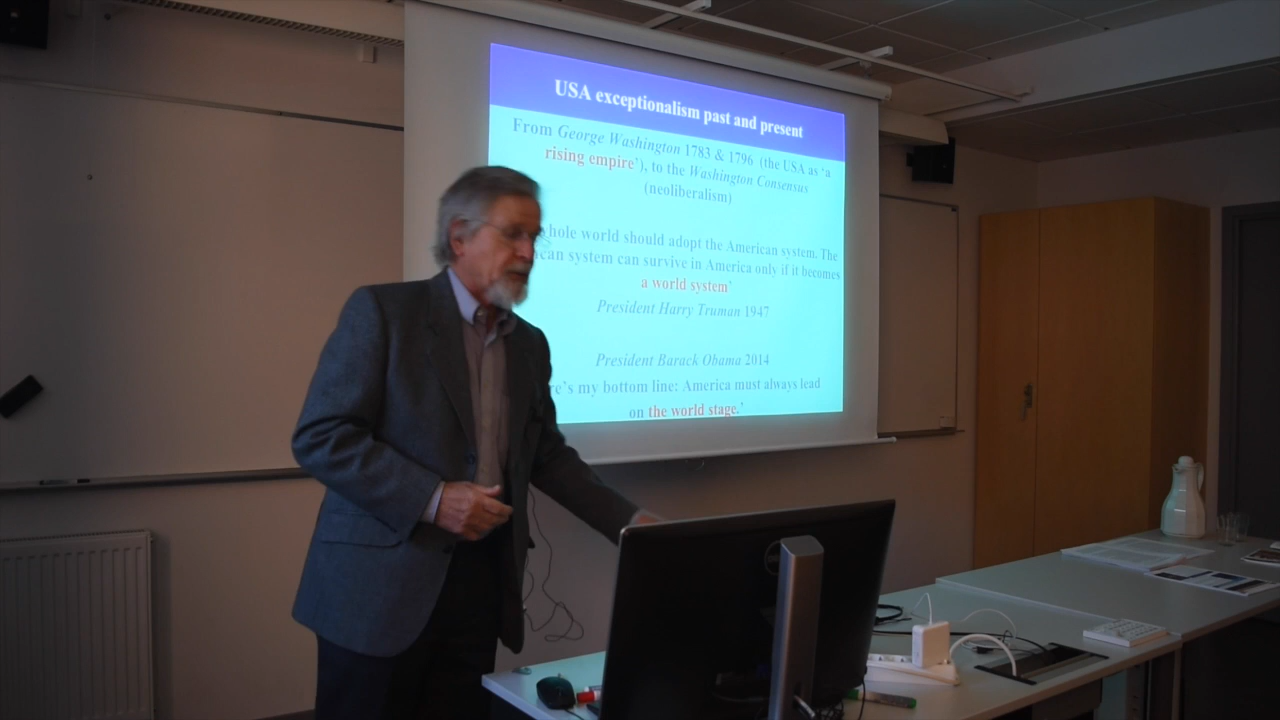 USA exceptionalism past and present
From George Washington 1783 & 1796 (the USA as ‘a
rising empire’), to the Washington Consensus
(neoliberalism)
hole world should adopt the American system. The
ican system can survive in America only if it becomes
a world system’
President Harry Truman 1947
President Barack Obama 2014
re’s my bottom line: America must always lead
on the world stage.’